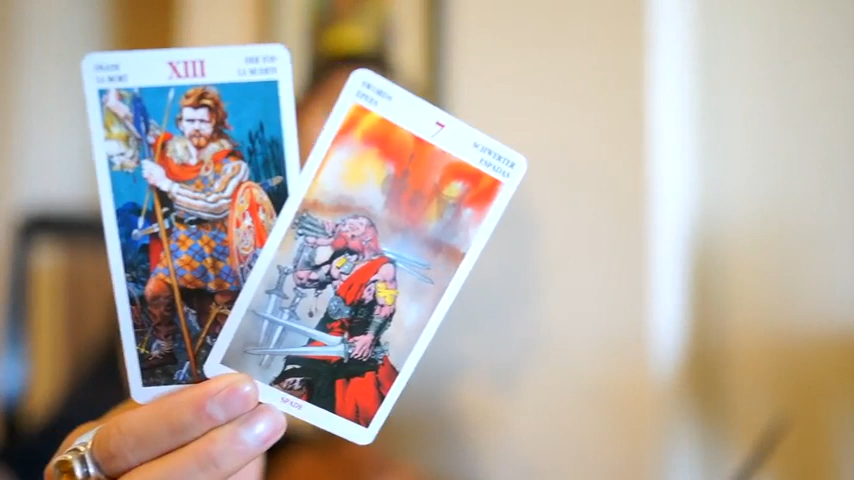 DEATH
LA MORT
XIII
DER TOD
LA MUERTE
SWORDS
EPEES
7
SCHWERTER
ESPADAS
SPADE